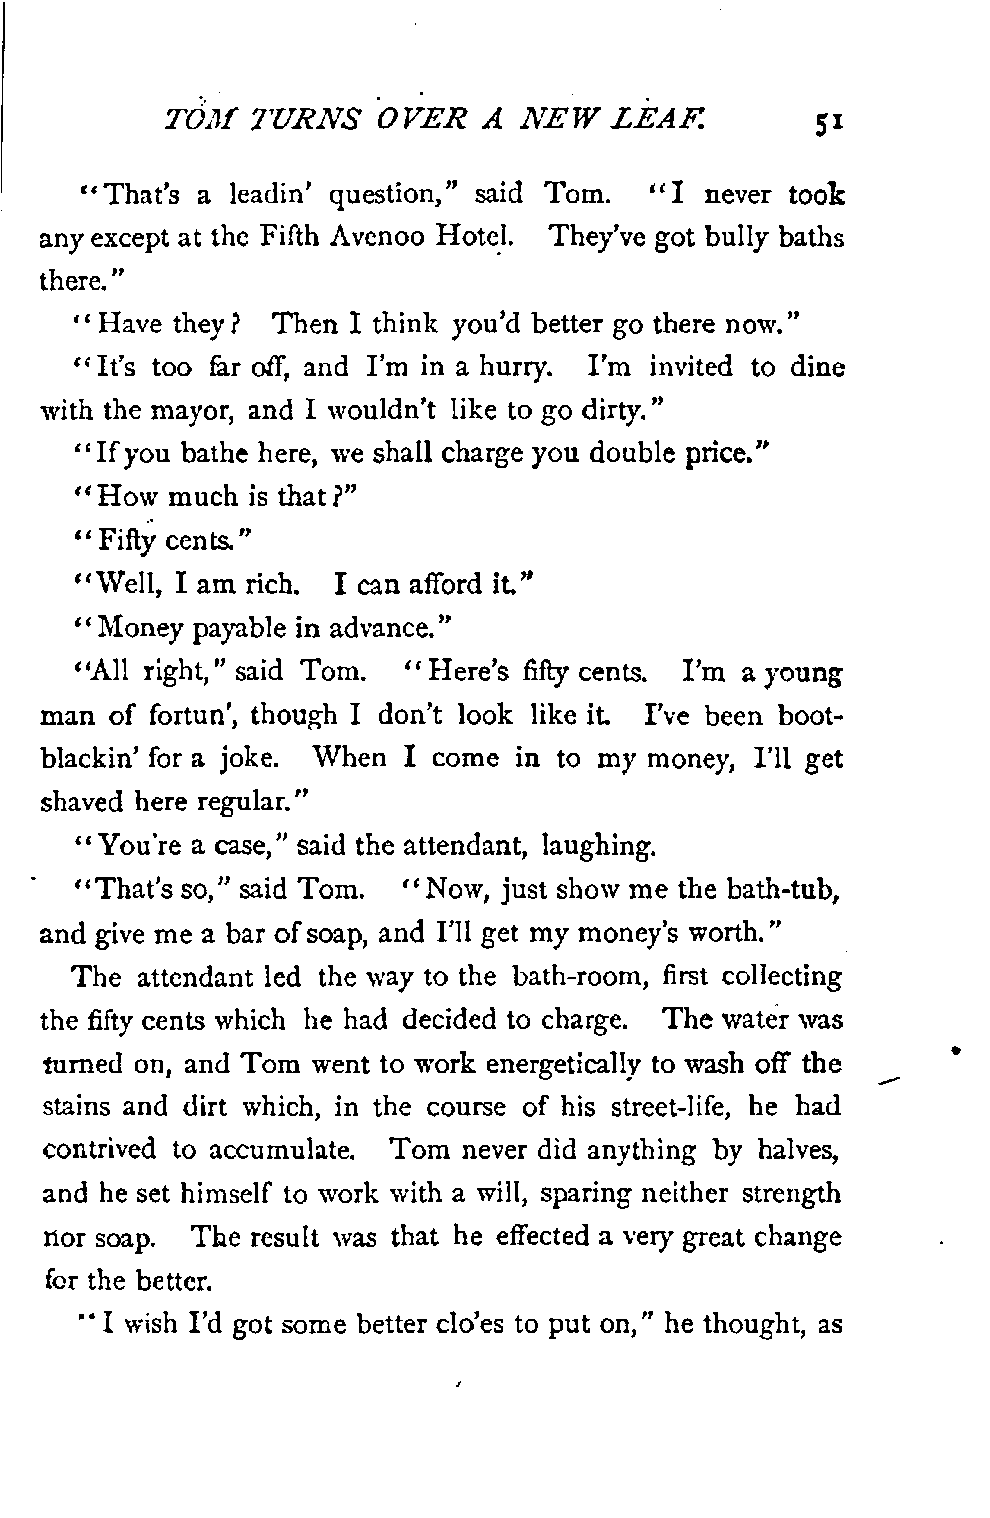 TOM TURNS OVER A NEW LEAF. 51
"That's a leadin' question," said Tom. "I never took
any except at the Fifth Avenoo Hotel. They've got bully baths
there."
"Have they? Then I think you'd better go there now."
"It's too far off, and I'm in a hurry. I'm invited to dine
with the mayor, and I wouldn't like to go dirty."
"If you bathe here, we shall charge you double price."
"How much is that?"
"Fifty cents."
"Well, I am rich. I can afford it."
"Money payable in advance."
"All right," said Tom. "Here's fifty cents. I'm a young
man of fortun', though I don't look like it. I've been boot-
blackin' for a joke. When I come in to my money, I'll get
shaved here regular."
"You're a case," said the attendant, laughing.
"That's so," said Tom. "Now, just show me the bath-tub,
and give me a bar of soap, and I'll get my money's worth."
The attendant led the way to the bath-room, first collecting
the fifty cents which he had decided to charge. The water was
turned on, and Tom went to work energetically to wash off the
stains and dirt which, in the course of his street-life, he had
contrived to accumulate. Tom never did anything by halves,
and he set himself to work with a will, sparing neither strength
nor soap. The result was that he effected a very great change
for the better.
"I wish I'd got some better clo'es to put on," he thought, as